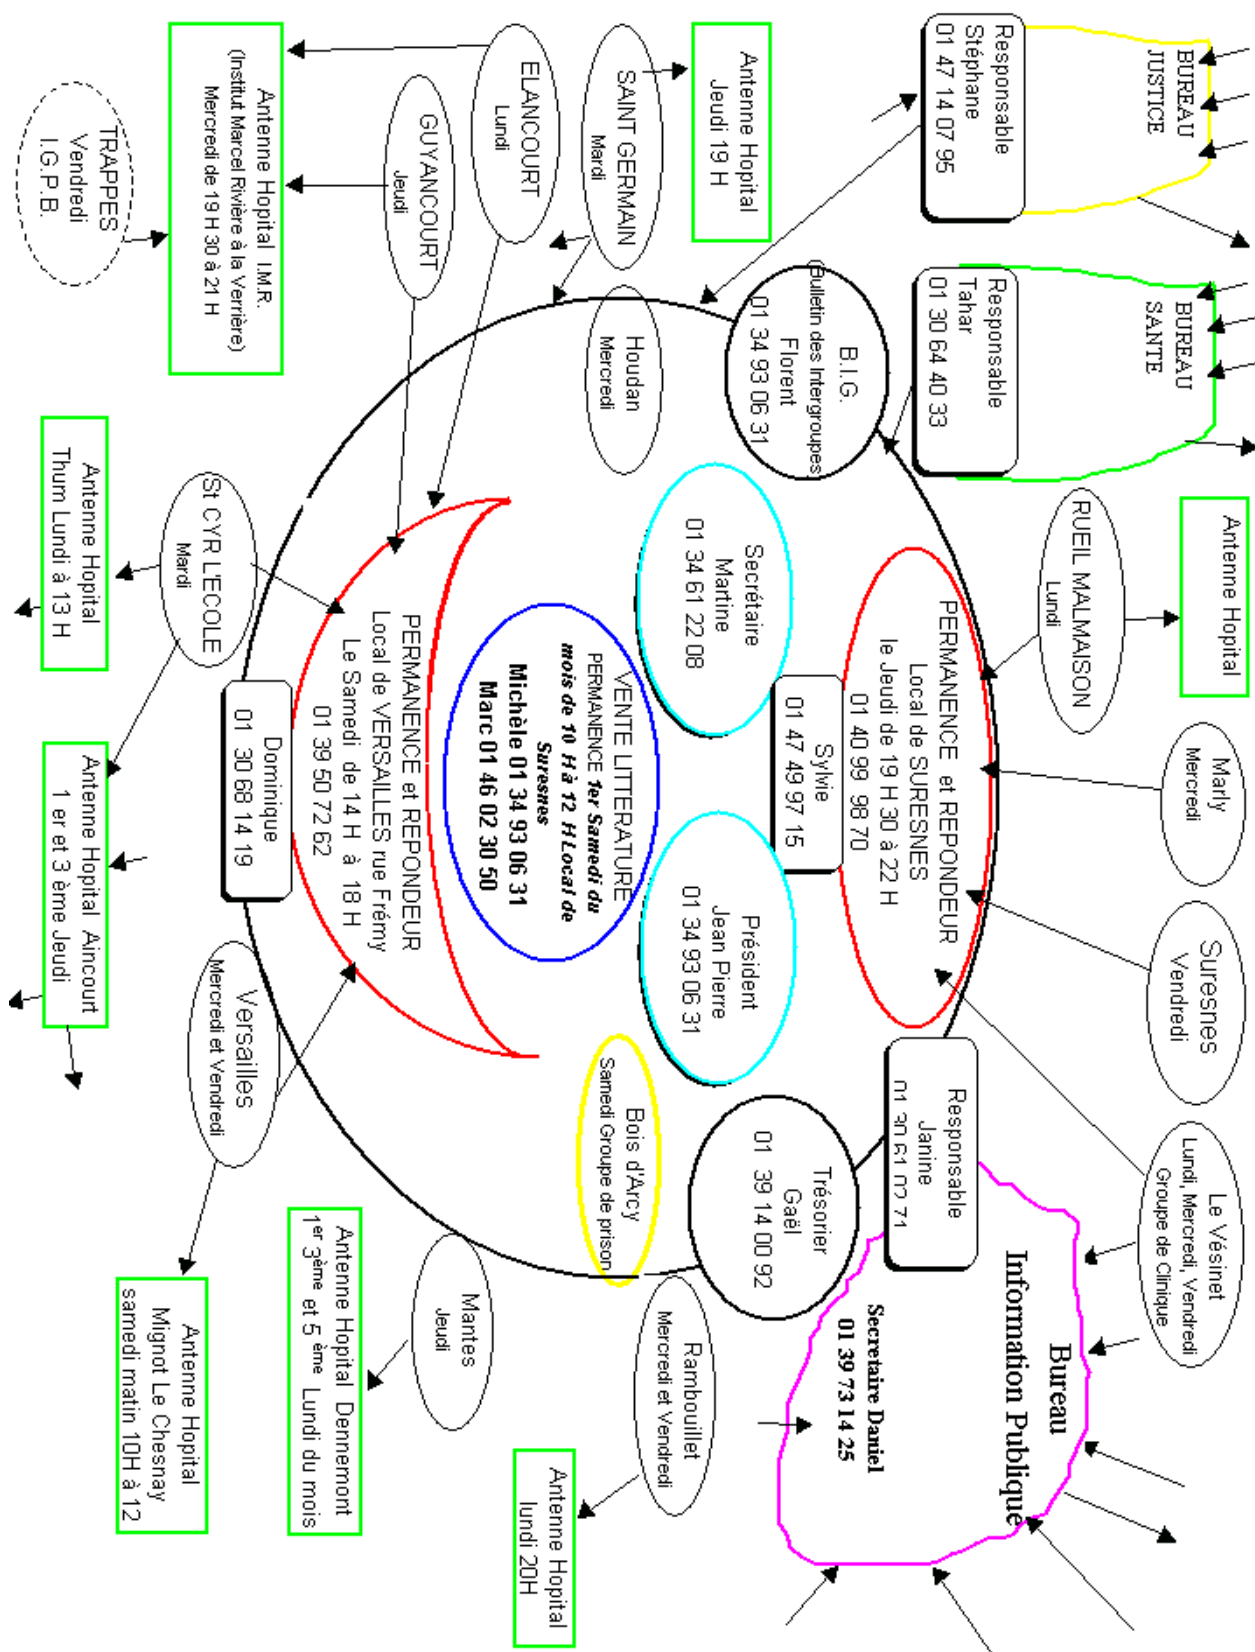 BUREAU
JUSTICE
Responsable
Stéphane
01 47 14 07 95
BUREAU
SANTE
Responsable
Tahar
01 30 64 40 33
Antenne Hopital
RUEIL MALMAISON
Lundi
Marly
Mercredi
Suresnes
Vendredi
Le Vésinet
Lundi, Mercredi, Vendredi
Groupe de Clinique
Bureau
Information Publique
Secretaire Daniel
01 39 73 14 25
Responsable
Janine
01 30 61 02 71
Antenne Hopital
Jeudi 19 H
SAINT GERMAIN
Mardi
B.I.G.
(Bulletin des Intergroupes)
Florent
01 34 93 06 31
PERMANENCE et REPONDEUR
Local de SURESNES
le Jeudi de 19 H 30 à 22 H
01 40 99 98 70
Sylvie
01 47 49 97 15
Secrétaire
Martine
01 34 61 22 08
Président
Jean Pierre
01 34 93 06 31
Trésorier
Gaël
01 39 14 00 92
Houdan
Mercredi
VENTE LITTERATURE
PERMANENCE 1er Samedi du
mois de 10 H à 12 H Local de
Suresnes
Michèle 01 34 93 06 31
Marc 01 46 02 30 50
Bois d'Arcy
Samedi Groupe de prison
Rambouillet
Mercredi et Vendredi
Antenne Hopital
lundi 20H
ELANCOURT
Lundi
GUYANCOURT
Jeudi
Antenne Hopital I.M.R.
(Institut Marcel Rivière à la Verrière)
Mercredi de 19 H 30 à 21 H
TRAPPES
Vendredi
I.G.P.B.
PERMANENCE et REPONDEUR
Local de VERSAILLES rue Frémy
Le Samedi de 14 H à 18 H
01 39 50 72 62
Dominique
01 30 68 14 19
Mantes
Jeudi
Antenne Hopital Dennemont
1er 3ème et 5 ème Lundi du mois
St CYR L'ECOLE
Mardi
Versailles
Mercredi et Vendredi
Antenne Hopital
Thum Lundi à 13 H
Antenne Hopital Aincourt
1 er et 3 ème Jeudi
Antenne Hopital
Mignot Le Chesnay
samedi matin 10H à 12